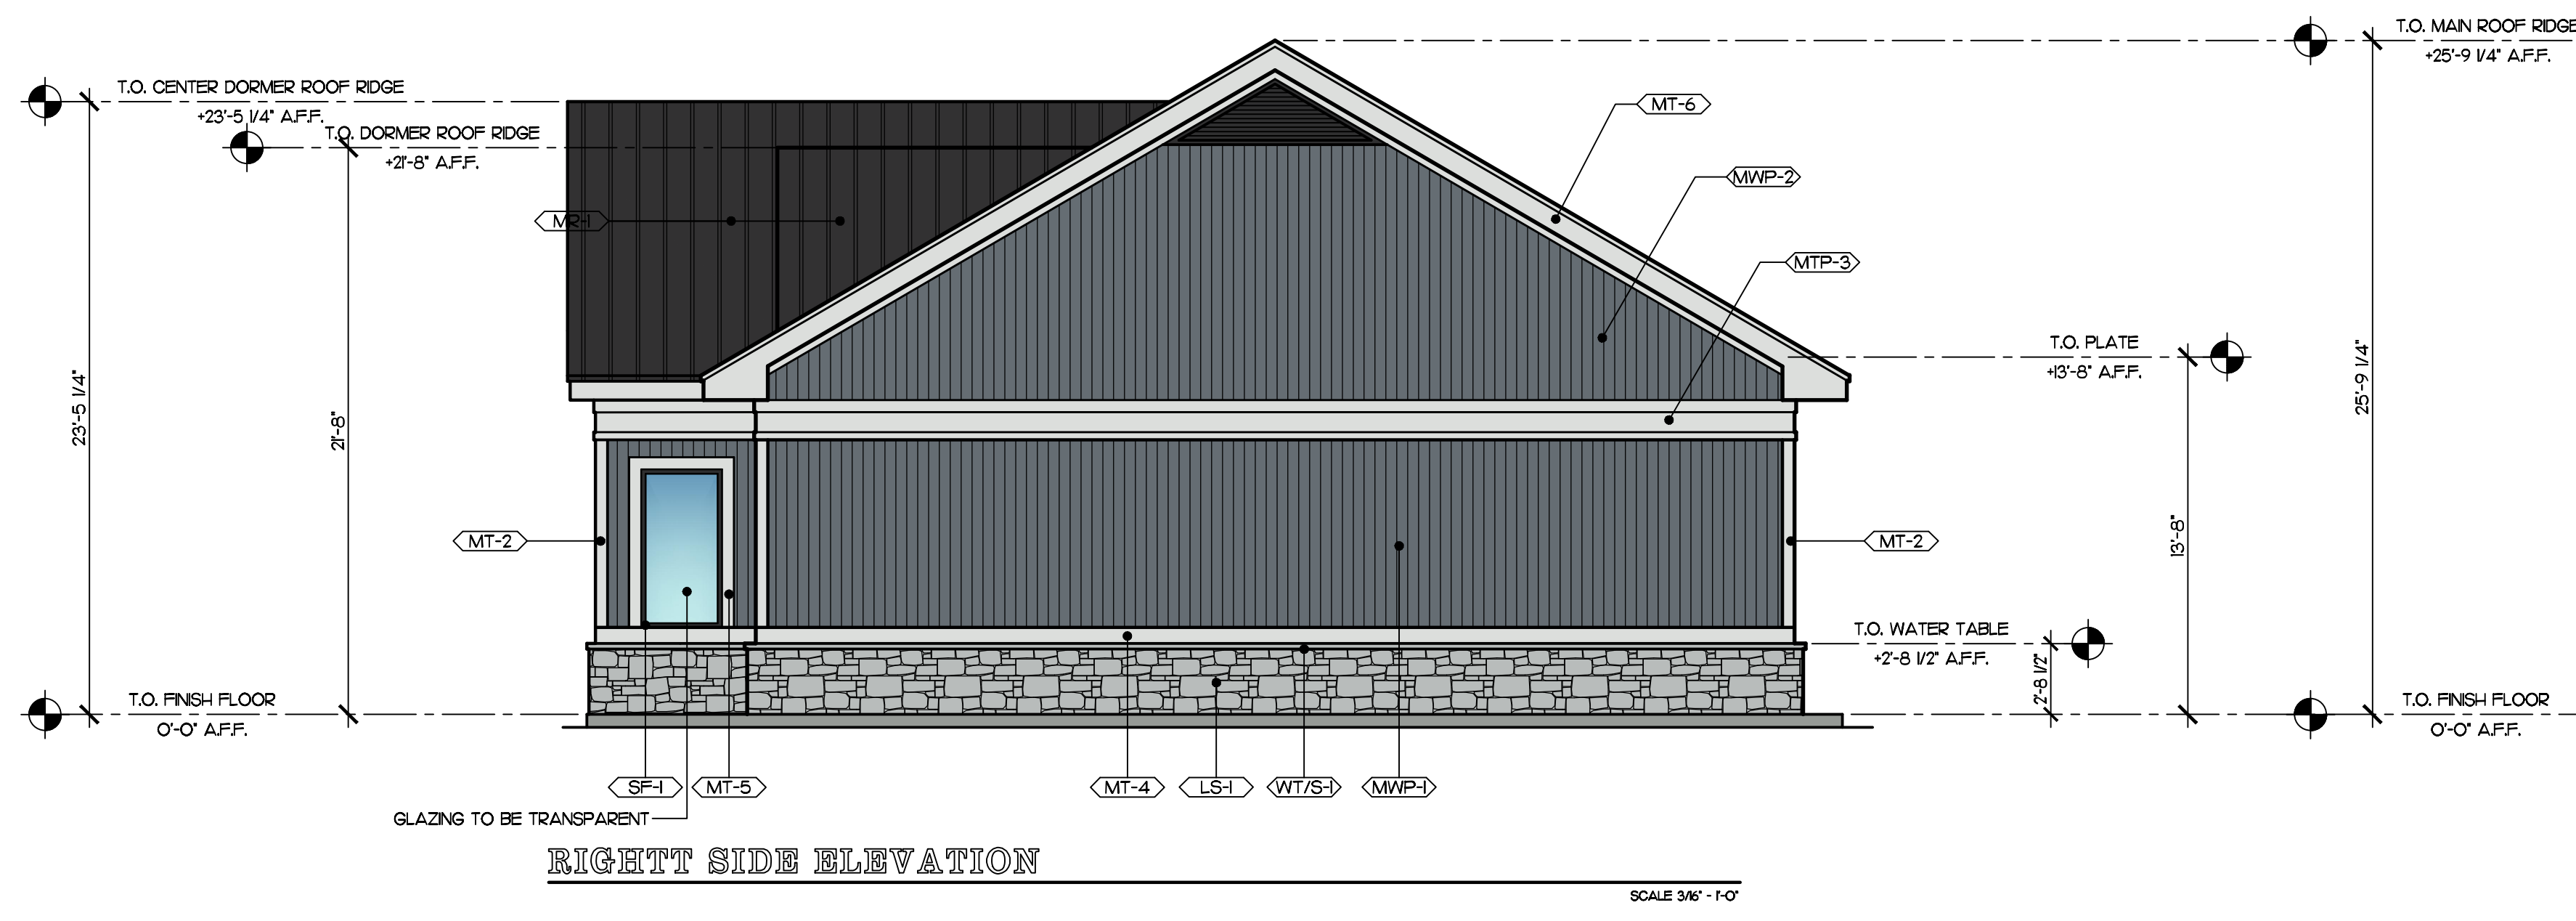 T.O. MAIN ROOF RIDGE
+25'-9 1/4" A.F.F.
T.O. CENTER DORMER ROOF RIDGE
+23'-5 1/4" A.F.F.
T.O. DORMER ROOF RIDGE
+21'-8" A.F.F.
MT-6
MWP-2
MR-1
MTP-3
T.O. PLATE
+13'-8" A.F.F.
23'-5 1/4"
21'-8"
25'-9 1/4"
13'-8"
MT-2
MT-2
T.O. WATER TABLE
+2'-8 1/2" A.F.F.
2'-8 1/2"
T.O. FINISH FLOOR
0'-0" A.F.F.
T.O. FINISH FLOOR
0'-0" A.F.F.
SF-1
MT-5
MT-4
LS-1
WT/S-1
MWP-1
GLAZING TO BE TRANSPARENT
RIGHTT SIDE ELEVATION
SCALE 3/16" - 1'-0"